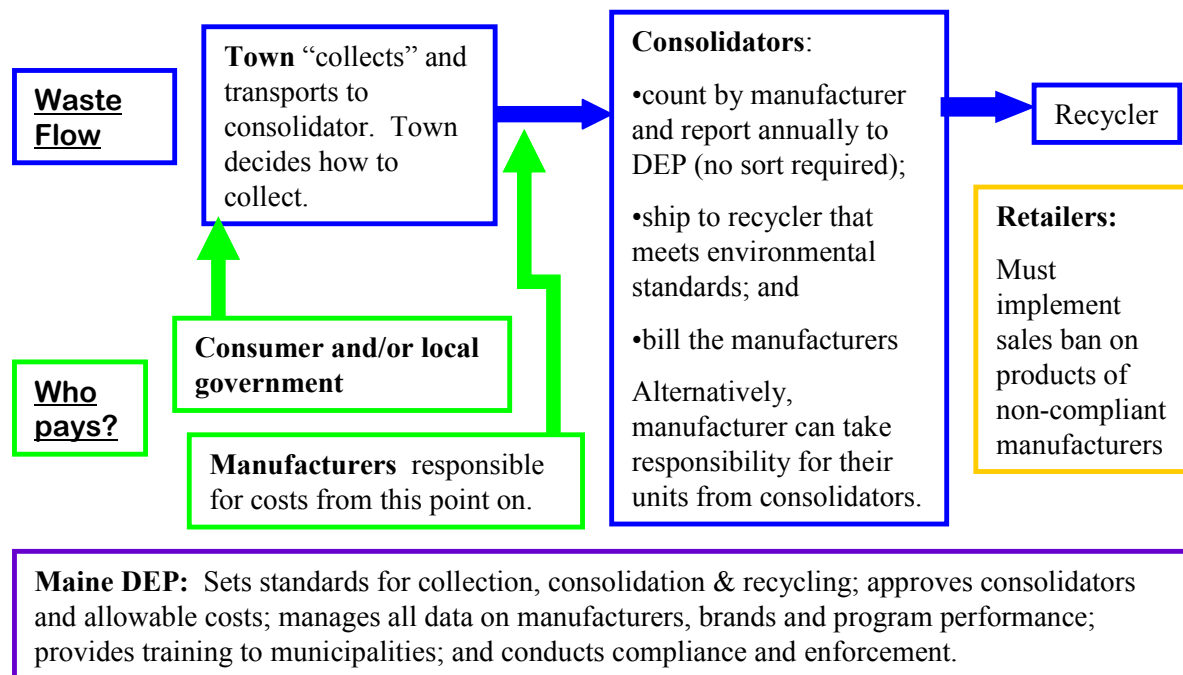 Waste
Flow
Town “collects” and
transports to
consolidator.  Town
decides how to
collect.
Consolidators:
•count by manufacturer
and report annually to
DEP (no sort required);
•ship to recycler that
meets environmental
standards; and
•bill the manufacturers
Alternatively,
manufacturer can take
responsibility for their
units from consolidators.
Recycler
Retailers:
Must
implement
sales ban on
products of
non-compliant
manufacturers
Who
pays?
Consumer and/or local
government
Manufacturers  responsible
for costs from this point on.
Maine DEP:  Sets standards for collection, consolidation & recycling; approves consolidators
and allowable costs; manages all data on manufacturers, brands and program performance;
provides training to municipalities; and conducts compliance and enforcement.